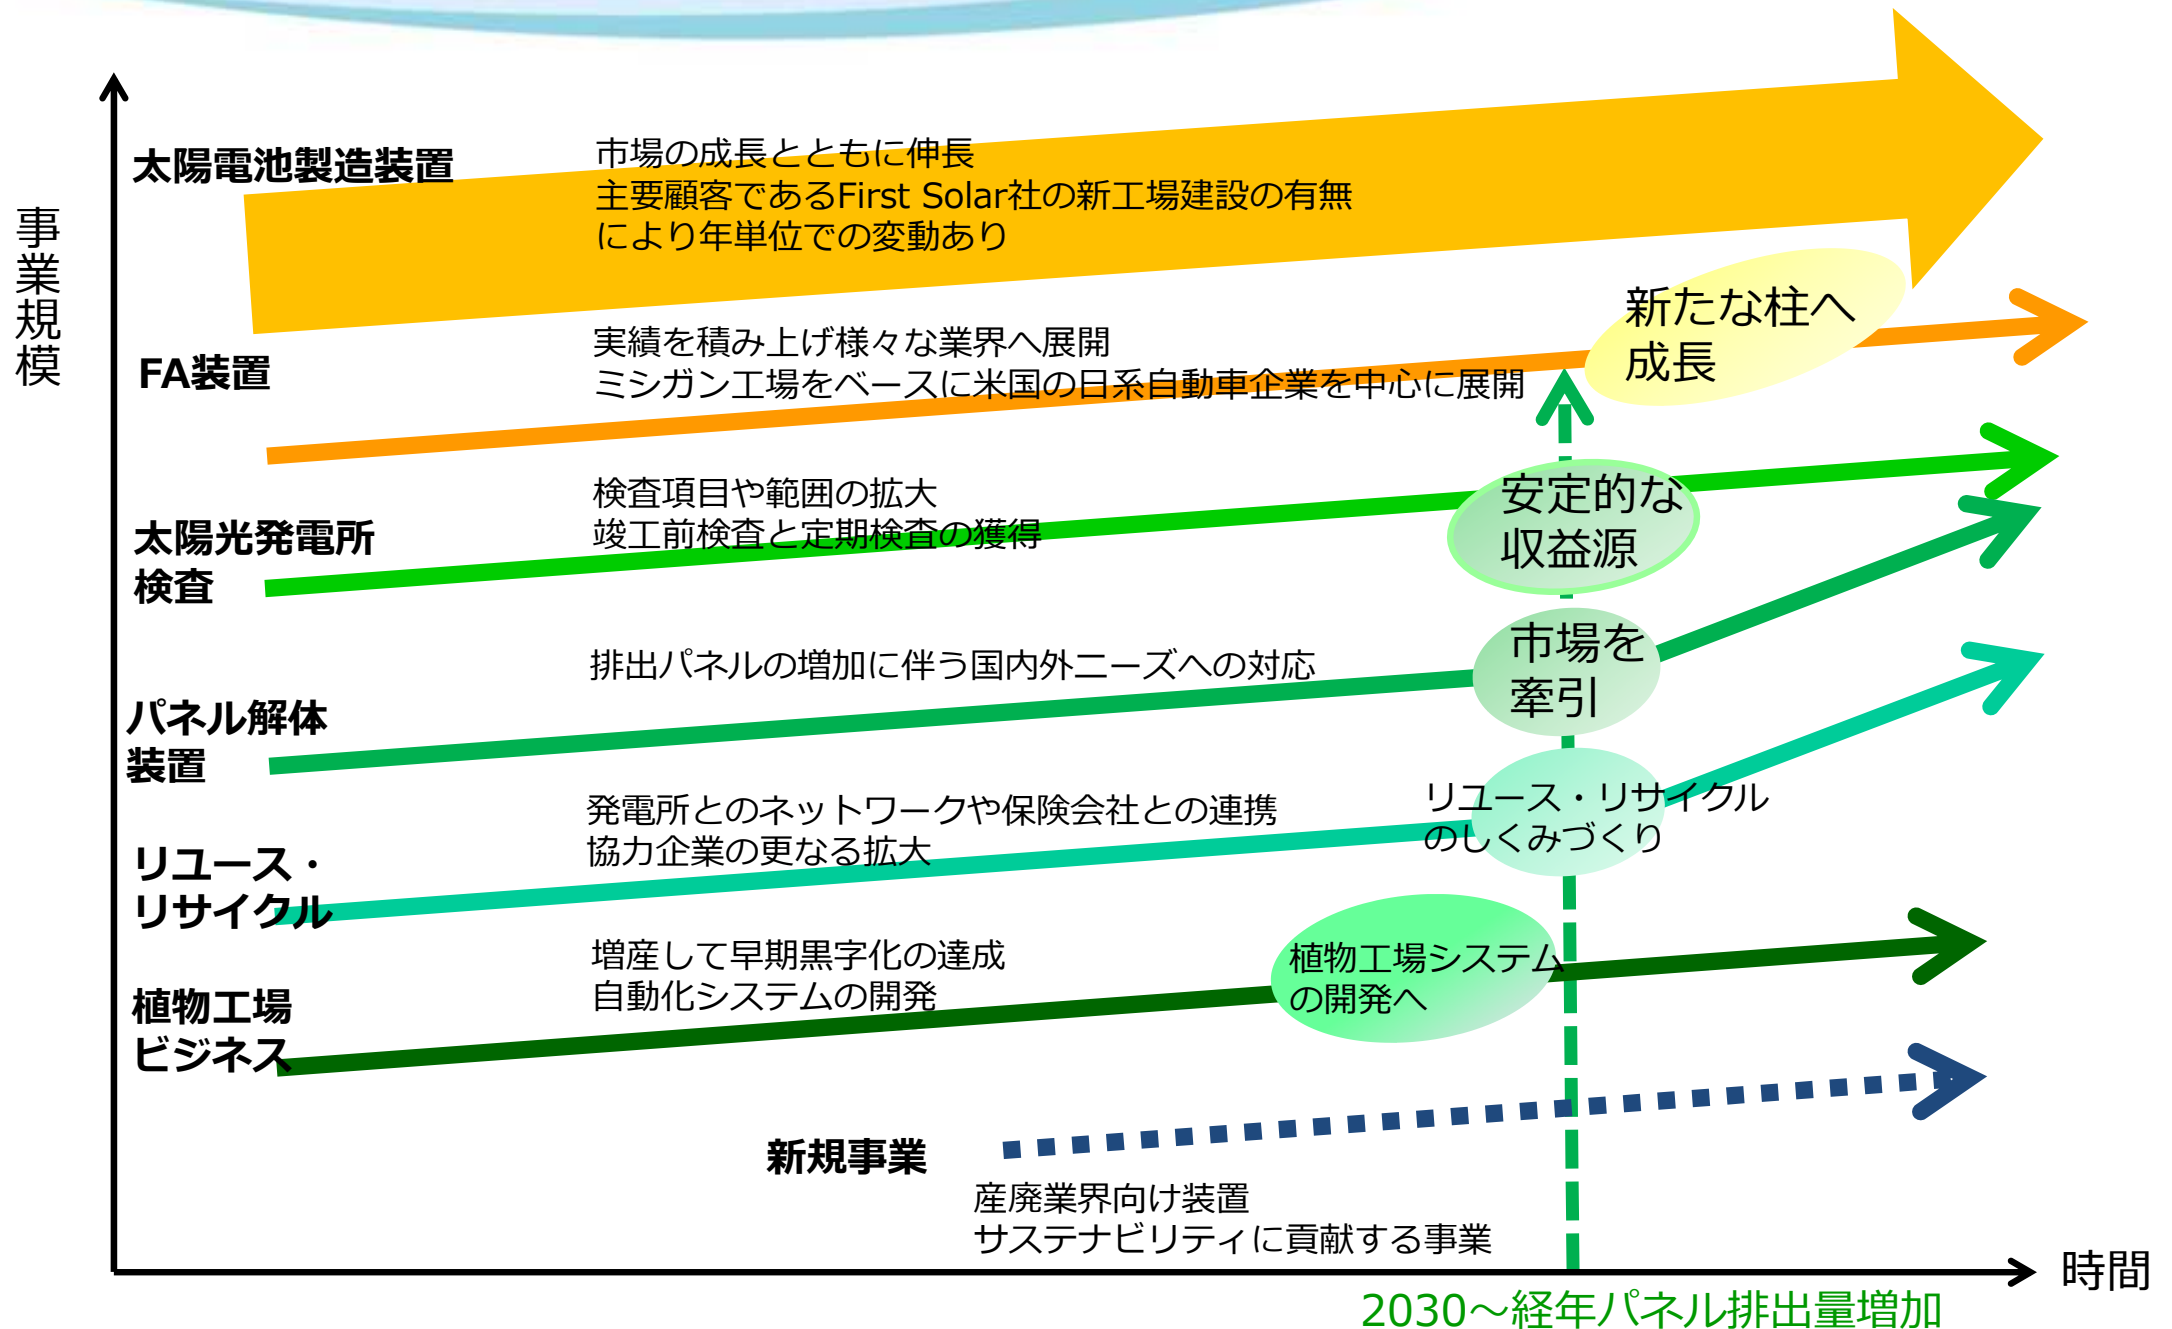 事業規模
太陽電池製造装置
市場の成長とともに伸長
主要顧客であるFirst Solar社の新工場建設の有無
により年単位での変動あり
新たな柱へ
成長
FA装置
実績を積み上げ様々な業界へ展開
ミシガン工場をベースに米国の日系自動車企業を中心に展開
太陽光発電所
検査
検査項目や範囲の拡大
竣工前検査と定期検査の獲得
安定的な
収益源
パネル解体
装置
排出パネルの増加に伴う国内外ニーズへの対応
市場を
牽引
リユース・
リサイクル
発電所とのネットワークや保険会社との連携
協力企業の更なる拡大
リユース・リサイクル
のしくみづくり
植物工場
ビジネス
増産して早期黒字化の達成
自動化システムの開発
植物工場システム
の開発へ
新規事業
産廃業界向け装置
サステナビリティに貢献する事業
時間
2030～経年パネル排出量増加